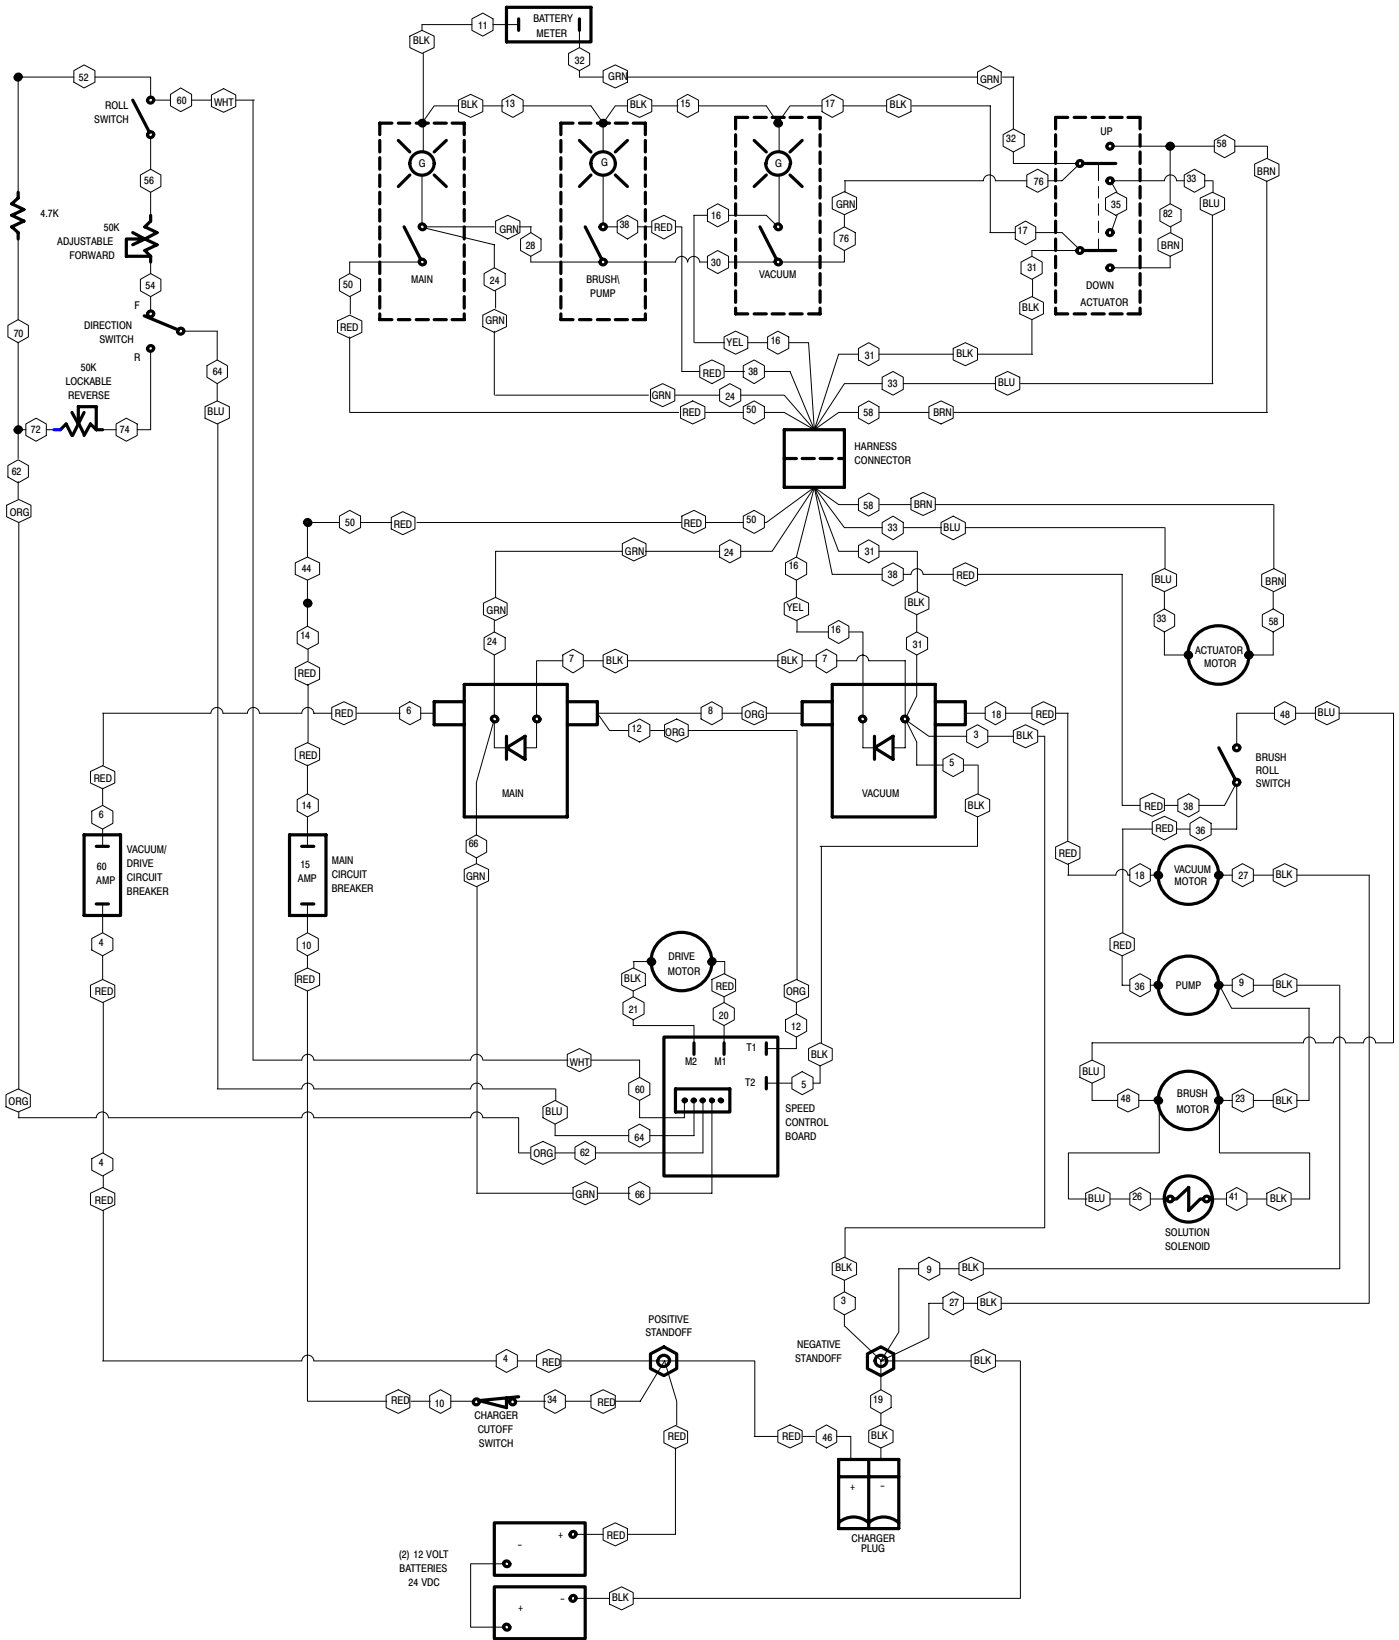 11
BATTERY
METER
BLK
32
GRN
GRN
52
60
WHT
ROLL
SWITCH
BLK
13
BLK
15
17
BLK
UP
32
58
G
G
G
BRN
56
76
33
4.7K
GRN
35
BLU
50K
ADJUSTABLE
FORWARD
16
38
RED
GRN
28
76
82
17
BRN
30
31
MAIN
BRUSH\
PUMP
VACUUM
54
50
24
DOWN
ACTUATOR
BLK
F
DIRECTION
SWITCH
R
RED
GRN
70
YEL
16
31
BLK
50K
LOCKABLE
REVERSE
64
RED
38
33
BLU
GRN
24
BLU
RED
50
58
BRN
72
74
HARNESS
CONNECTOR
62
ORG
58
BRN
50
RED
RED
50
33
BLU
GRN
24
31
44
16
38
RED
BLU
BRN
GRN
YEL
BLK
33
58
14
24
16
31
ACTUATOR
MOTOR
RED
7
BLK
BLK
7
RED
6
8
ORG
18
RED
48
BLU
12
ORG
3
BLK
RED
RED
5
BRUSH
ROLL
SWITCH
MAIN
VACUUM
6
14
BLK
RED
38
RED
36
66
VACUUM/
DRIVE
CIRCUIT
BREAKER
60
AMP
15
AMP
MAIN
CIRCUIT
BREAKER
RED
GRN
18
VACUUM
MOTOR
27
BLK
4
10
RED
DRIVE
MOTOR
RED
RED
BLK
RED
ORG
36
PUMP
9
BLK
21
20
12
M2
M1
T1
BLK
WHT
T2
5
BLU
ORG
60
BLU
48
BRUSH
MOTOR
23
BLK
SPEED
CONTROL
BOARD
64
ORG
62
4
RED
GRN
66
BLU
26
41
BLK
SOLUTION
SOLENOID
BLK
9
BLK
3
27
BLK
POSITIVE
STANDOFF
NEGATIVE
STANDOFF
4
RED
BLK
RED
10
34
RED
19
CHARGER
CUTOFF
SWITCH
RED
RED
46
BLK
+
-
CHARGER
PLUG
(2) 12 VOLT
BATTERIES
24 VDC
+
-
RED
-
+
BLK